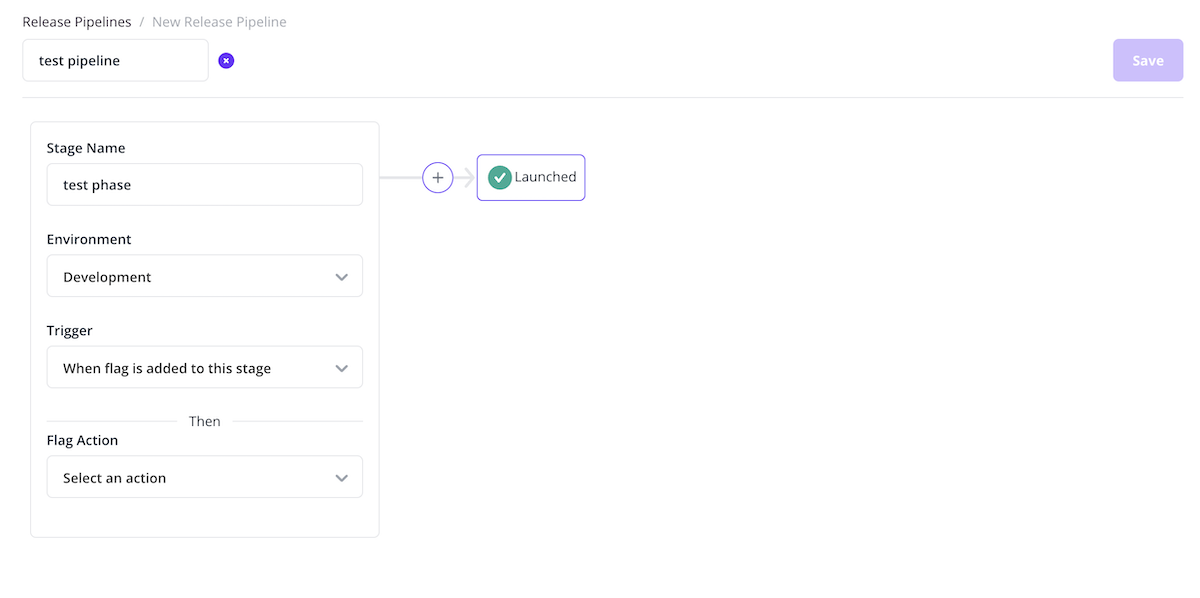 Release Pipelines / New Release Pipeline
test pipeline
Save
Stage Name
test phase
Launched
Environment
Development
Trigger
When flag is added to this stage
Then
Flag Action
Select an action